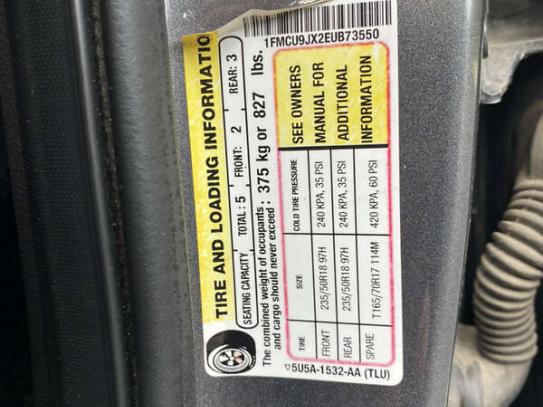 TIRE AND LOADING INFORMATIO
SEATING CAPACITY TOTAL : 5 FRONT: 2 REAR: 3
The combined weight of occupants : 375 kg or 827 lbs.
and cargo should never exceed
TIRE SIZE COLD TIRE PRESSURE SEE OWNERS
FRONT 235/50R18 97H 240 KPA, 35 PSI MANUAL FOR
REAR 235/50R18 97H 240 KPA, 35 PSI ADDITIONAL
SPARE T165/70R17 114M 420 KPA, 60 PSI INFORMATION
5U5A-1532-AA (TLU) 1FMCU9JX2EUB73550